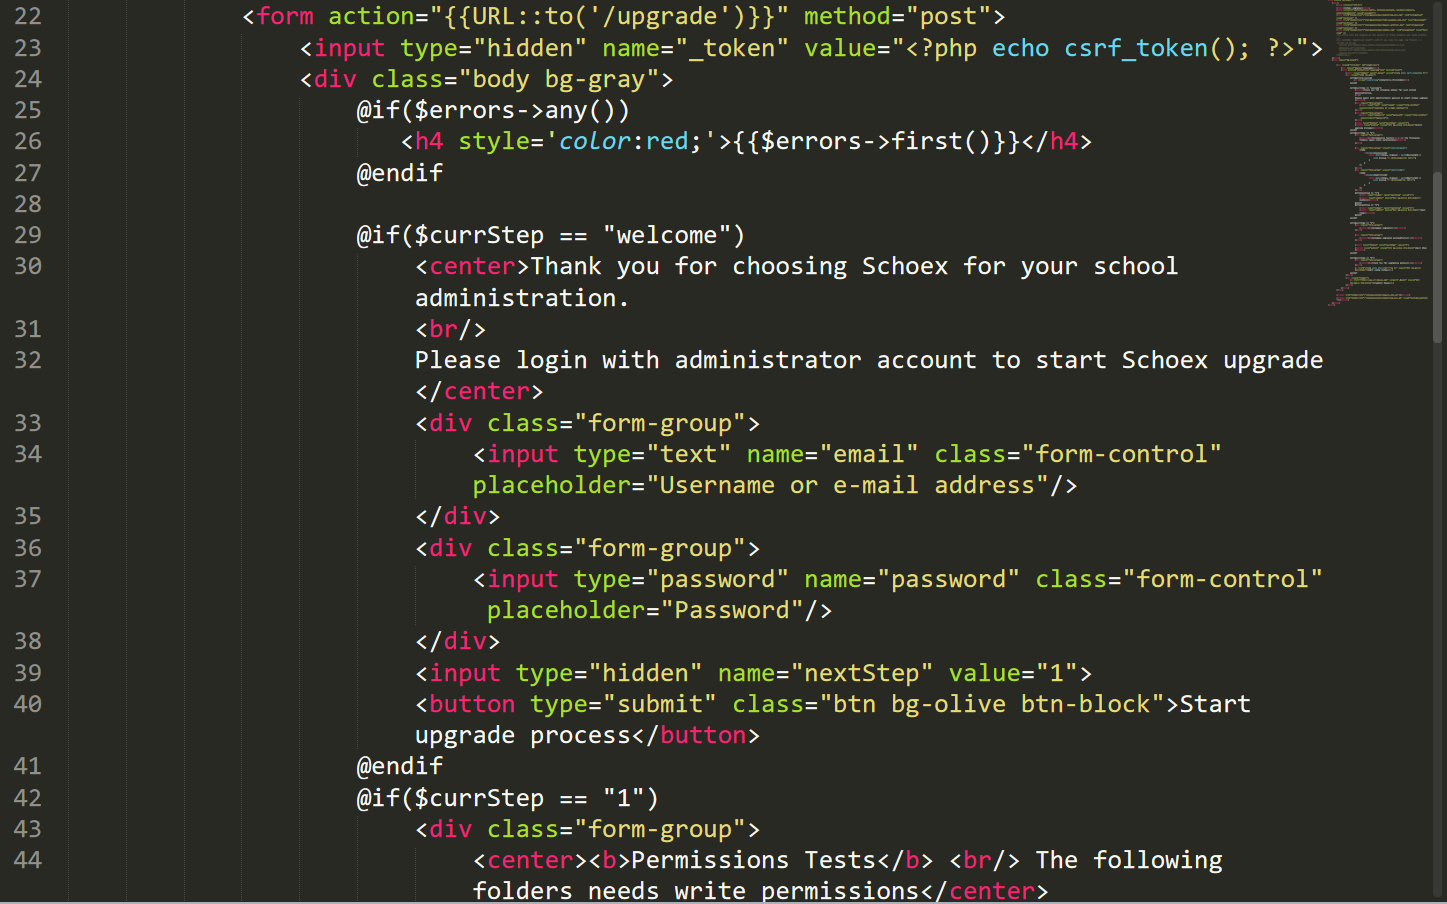 22 <form action="{{URL::to('/upgrade')}}" method="post">
23 <input type="hidden" name="_token" value="<?php echo csrf_token(); ?>">
24 <div class="body bg-gray">
25 @if($errors->any())
26 <h4 style='color:red;'>{{$errors->first()}}</h4>
27 @endif
28
29 @if($currStep == "welcome")
30 <center>Thank you for choosing Schoex for your school
administration.
31 <br/>
32 Please login with administrator account to start Schoex upgrade
</center>
33 <div class="form-group">
34 <input type="text" name="email" class="form-control"
placeholder="Username or e-mail address"/>
35 </div>
36 <div class="form-group">
37 <input type="password" name="password" class="form-control"
placeholder="Password"/>
38 </div>
39 <input type="hidden" name="nextStep" value="1">
40 <button type="submit" class="btn bg-olive btn-block">Start
upgrade process</button>
41 @endif
42 @if($currStep == "1")
43 <div class="form-group">
44 <center><b>Permissions Tests</b> <br/> The following
folders needs write permissions</center>